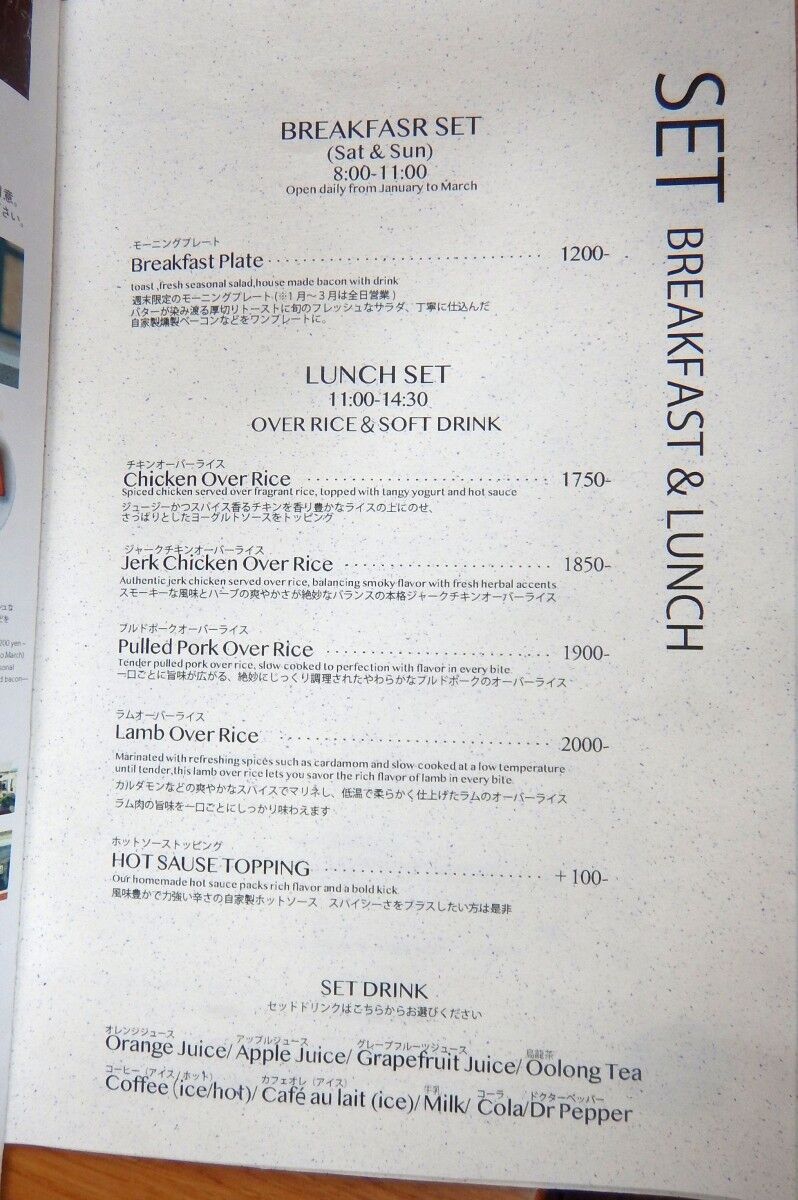 SET BREAKFAST & LUNCH
BREAKFASR SET
(Sat & Sun)
8:00-11:00
Open daily from January to March
モーニングプレート
Breakfast Plate 1200-
toast ,fresh seasonal salad,house made bacon with drink
週末限定のモーニングプレート (※1月〜3月は全日営業)
バターが染み渡る厚切りトーストに旬のフレッシュなサラダ、丁寧に仕込んだ
自家製燻製ベーコンなどをワンプレートに。
LUNCH SET
11:00-14:30
OVER RICE & SOFT DRINK
チキンオーバーライス
Chicken Over Rice 1750-
Spiced chicken served over fragrant rice, topped with tangy yogurt and hot sauce
ジュージーかつスパイス香るチキンを香り豊かなライスの上にのせ、
さっぱりとしたヨーグルトソースをトッピング
ジャークチキンオーバーライス
Jerk Chicken Over Rice 1850-
Authentic jerk chicken served over rice, balancing smoky flavor with fresh herbal accents
スモーキーな風味とハーブの爽やかさが絶妙なバランスの本格ジャークチキンオーバーライス
プルドポークオーバーライス
Pulled Pork Over Rice 1900-
Tender pulled pork over rice, slow cooked to perfection with flavor in every bite
一口ごとに旨味が広がる、絶妙にじっくり調理されたやわらかなプルドポークのオーバーライス
ラムオーバーライス
Lamb Over Rice 2000-
Marinated with refreshing spices such as cardamom and slow cooked at a low temperature
until tender,this lamb over rice lets you savor the rich flavor of lamb in every bite
カルダモンなどの爽やかなスパイスでマリネし、低温で柔らかく仕上げたラムのオーバーライス
ラム肉の旨味を一口ごとにしっかり味わえます
ホットソーストッピング
HOT SAUSE TOPPING +100-
Our homemade hot sauce packs rich flavor and a bold kick
風味豊かで力強い辛さの自家製ホットソース　スパイシーさをプラスしたい方は是非
SET DRINK
セットドリンクはこちらからお選びください
オレンジジュース アップルジュース グレープフルーツジュース 烏龍茶
Orange Juice/ Apple Juice/ Grapefruit Juice/ Oolong Tea
コーヒー（アイス/ホット） カフェオレ（アイス） 牛乳 コーラ ドクターペッパー
Coffee (ice/hot)/ Café au lait (ice)/ Milk/ Cola/Dr Pepper